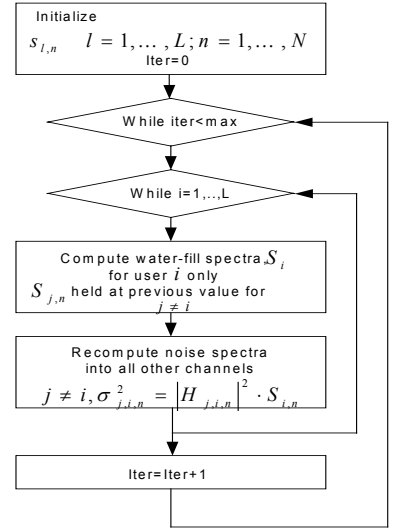 Initialize
s_{l,n}   l = 1,… , L; n = 1,… , N
Iter=0
While iter<max
While i=1,..,L
Compute water-fill spectra, S_i
for user i only
S_{j,n} held at previous value for
j ≠ i
Recompute noise spectra
into all other channels
j ≠ i, σ²_{j,i,n} = |H_{j,i,n}|² · S_{i,n}
Iter=Iter+1